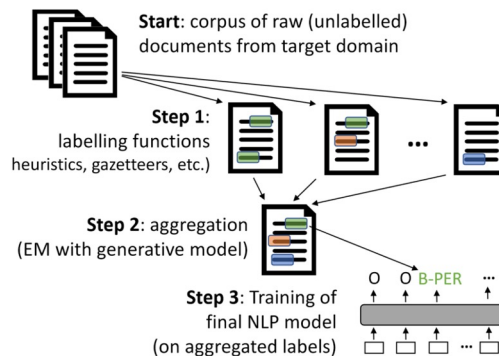 Start: corpus of raw (unlabelled)
documents from target domain
Step 1:
labelling functions
heuristics, gazetteers, etc.)
...
Step 2: aggregation
(EM with generative model)
O O B-PER ...
Step 3: Training of
final NLP model
(on aggregated labels)
...